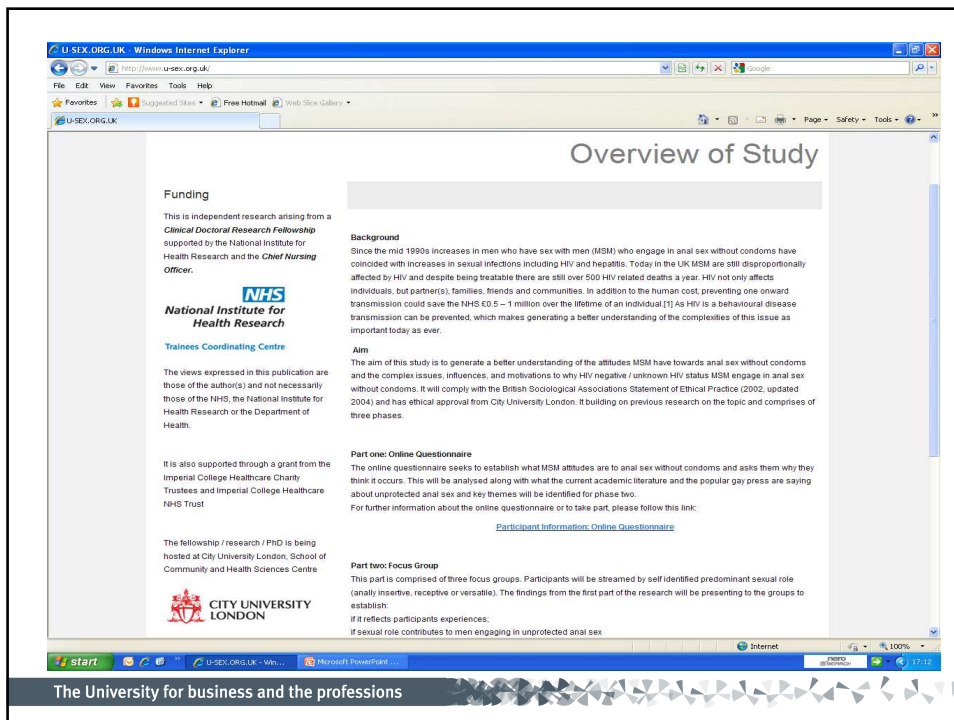 U-SEX.ORG.UK - Windows Internet Explorer
http://www.u-sex.org.uk/
Google
File Edit View Favorites Tools Help
Favorites Suggested Sites Free Hotmail Web Slice Gallery
U-SEX.ORG.UK
Page Safety Tools
Overview of Study
Funding
This is independent research arising from a
Clinical Doctoral Research Fellowship
supported by the National Institute for
Health Research and the Chief Nursing
Officer.
NHS
National Institute for
Health Research
Trainees Coordinating Centre
The views expressed in this publication are
those of the author(s) and not necessarily
those of the NHS, the National Institute for
Health Research or the Department of
Health.
It is also supported through a grant from the
Imperial College Healthcare Charity
Trustees and Imperial College Healthcare
NHS Trust
The fellowship / research / PhD is being
hosted at City University London, School of
Community and Health Sciences Centre
CITY UNIVERSITY
LONDON
Background
Since the mid 1990s increases in men who have sex with men (MSM) who engage in anal sex without condoms have
coincided with increases in sexual infections including HIV and hepatitis. Today in the UK MSM are still disproportionally
affected by HIV and despite being treatable there are still over 500 HIV related deaths a year. HIV not only affects
individuals, but partner(s), families, friends and communities. In addition to the human cost, preventing one onward
transmission could save the NHS £0.5 – 1 million over the lifetime of an individual.[1] As HIV is a behavioural disease
transmission can be prevented, which makes generating a better understanding of the complexities of this issue as
important today as ever.
Aim
The aim of this study is to generate a better understanding of the attitudes MSM have towards anal sex without condoms
and the complex issues, influences, and motivations to why HIV negative / unknown HIV status MSM engage in anal sex
without condoms. It will comply with the British Sociological Associations Statement of Ethical Practice (2002, updated
2004) and has ethical approval from City University London. It building on previous research on the topic and comprises of
three phases.
Part one: Online Questionnaire
The online questionnaire seeks to establish what MSM attitudes are to anal sex without condoms and asks them why they
think it occurs. This will be analysed along with what the current academic literature and the popular gay press are saying
about unprotected anal sex and key themes will be identified for phase two.
For further information about the online questionnaire or to take part, please follow this link:
Participant Information: Online Questionnaire
Part two: Focus Group
This part is comprised of three focus groups. Participants will be streamed by self identified predominant sexual role
(anally insertive, receptive or versatile). The findings from the first part of the research will be presenting to the groups to
establish:
if it reflects participants experiences;
if sexual role contributes to men engaging in unprotected anal sex
Internet 100%
start U-SEX.ORG.UK - Win... Microsoft PowerPoint ... nero 17:12
The University for business and the professions